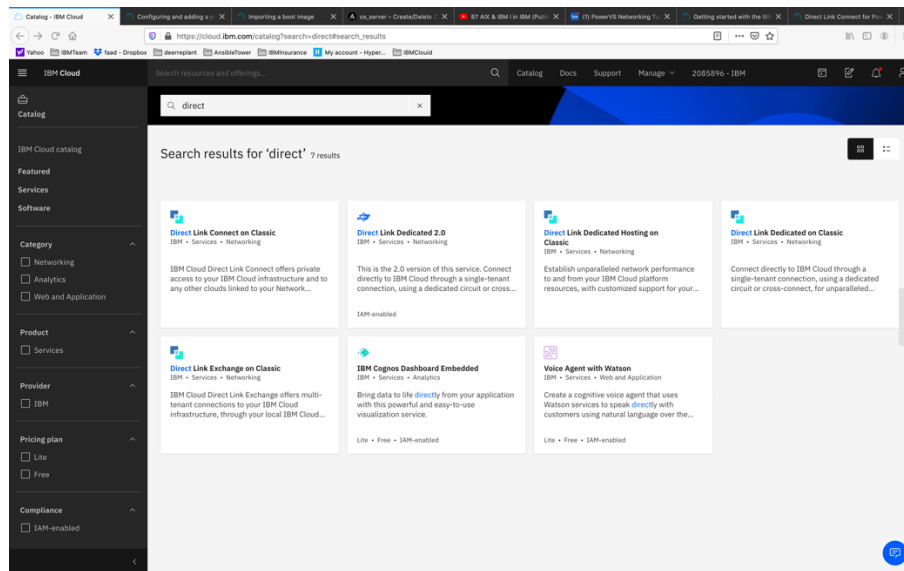 Catalog - IBM Cloud
Configuring and adding a p
Importing a boot image
os_server – Create/Delete C
87 AIX & IBM i in IBM (Publi
(1) PowerVS Networking Tu
Getting started with the IBM
Direct Link Connect for Pow
https://cloud.ibm.com/catalog?search=direct#search_results
Yahoo
IBMTeam
faad - Dropbox
deerreplant
AnsibleTower
IBMInsurance
My account - Hyper...
IBMClouid
IBM Cloud
Search resources and offerings...
Catalog
Docs
Support
Manage
2085896 - IBM
Catalog
IBM Cloud catalog
Featured
Services
Software
Category
Networking
Analytics
Web and Application
Product
Services
Provider
IBM
Pricing plan
Lite
Free
Compliance
IAM-enabled
direct
Search results for ‘direct’ 7 results
Direct Link Connect on Classic
IBM • Services • Networking
IBM Cloud Direct Link Connect offers private
access to your IBM Cloud infrastructure and to
any other clouds linked to your Network...
Direct Link Dedicated 2.0
IBM • Services • Networking
This is the 2.0 version of this service. Connect
directly to IBM Cloud through a single-tenant
connection, using a dedicated circuit or cross...
IAM-enabled
Direct Link Dedicated Hosting on
Classic
IBM • Services • Networking
Establish unparalleled network performance
to and from your IBM Cloud platform
resources, with customized support for your...
Direct Link Dedicated on Classic
IBM • Services • Networking
Connect directly to IBM Cloud through a
single-tenant connection, using a dedicated
circuit or cross-connect, for unparalleled...
Direct Link Exchange on Classic
IBM • Services • Networking
IBM Cloud Direct Link Exchange offers multi-
tenant connections to your IBM Cloud
infrastructure, through your local IBM Cloud...
IBM Cognos Dashboard Embedded
IBM • Services • Analytics
Bring data to life directly from your application
with this powerful and easy-to-use
visualization service.
Lite • Free • IAM-enabled
Voice Agent with Watson
IBM • Services • Web and Application
Create a cognitive voice agent that uses
Watson services to speak directly with
customers using natural language over the...
Lite • Free • IAM-enabled